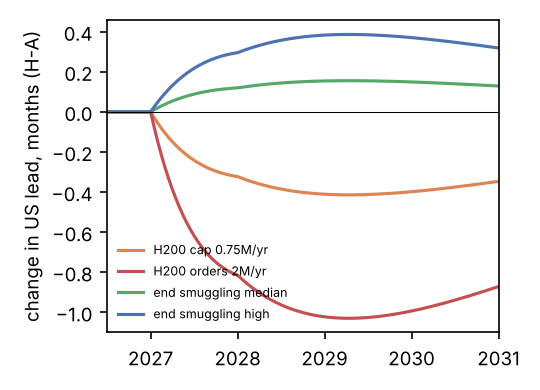 change in US lead, months (H-A)
0.4
0.2
0.0
−0.2
−0.4
−0.6
−0.8
−1.0
H200 cap 0.75M/yr
H200 orders 2M/yr
end smuggling median
end smuggling high
2027 2028 2029 2030 2031